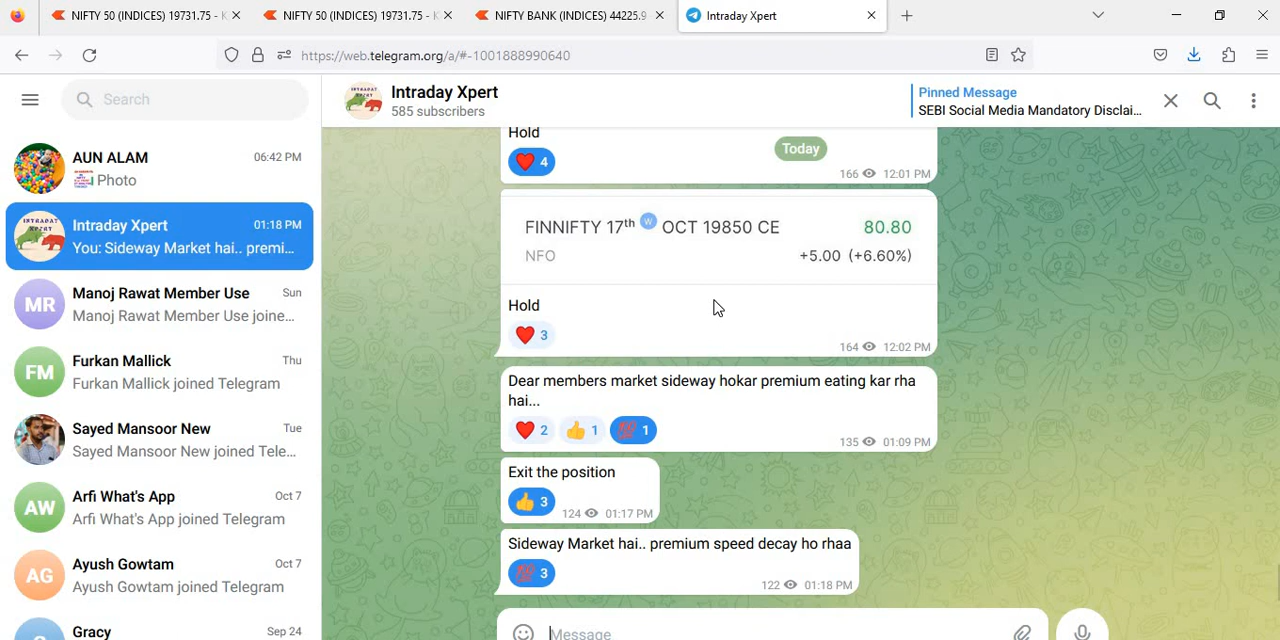 NIFTY 50 (INDICES) 19731.75 - K
NIFTY 50 (INDICES) 19731.75 - K
NIFTY BANK (INDICES) 44225.9
Intraday Xpert
https://web.telegram.org/a/#-1001888990640
Search
AUN ALAM
06:42 PM
Photo
Intraday Xpert
01:18 PM
You: Sideway Market hai.. premi...
MR
Manoj Rawat Member Use
Sun
Manoj Rawat Member Use joine...
FM
Furkan Mallick
Thu
Furkan Mallick joined Telegram
Sayed Mansoor New
Tue
Sayed Mansoor New joined Tele...
AW
Arfi What's App
Oct 7
Arfi What's App joined Telegram
AG
Ayush Gowtam
Oct 7
Ayush Gowtam joined Telegram
Gracy
Sep 24
Intraday Xpert
585 subscribers
Pinned Message
SEBI Social Media Mandatory Disclai...
Hold
4
Today
166 12:01 PM
FINNIFTY 17th W OCT 19850 CE
80.80
NFO
+5.00 (+6.60%)
Hold
3
164 12:02 PM
Dear members market sideway hokar premium eating kar rha
hai...
2 1 1
135 01:09 PM
Exit the position
3
124 01:17 PM
Sideway Market hai.. premium speed decay ho rhaa
3
122 01:18 PM
Message